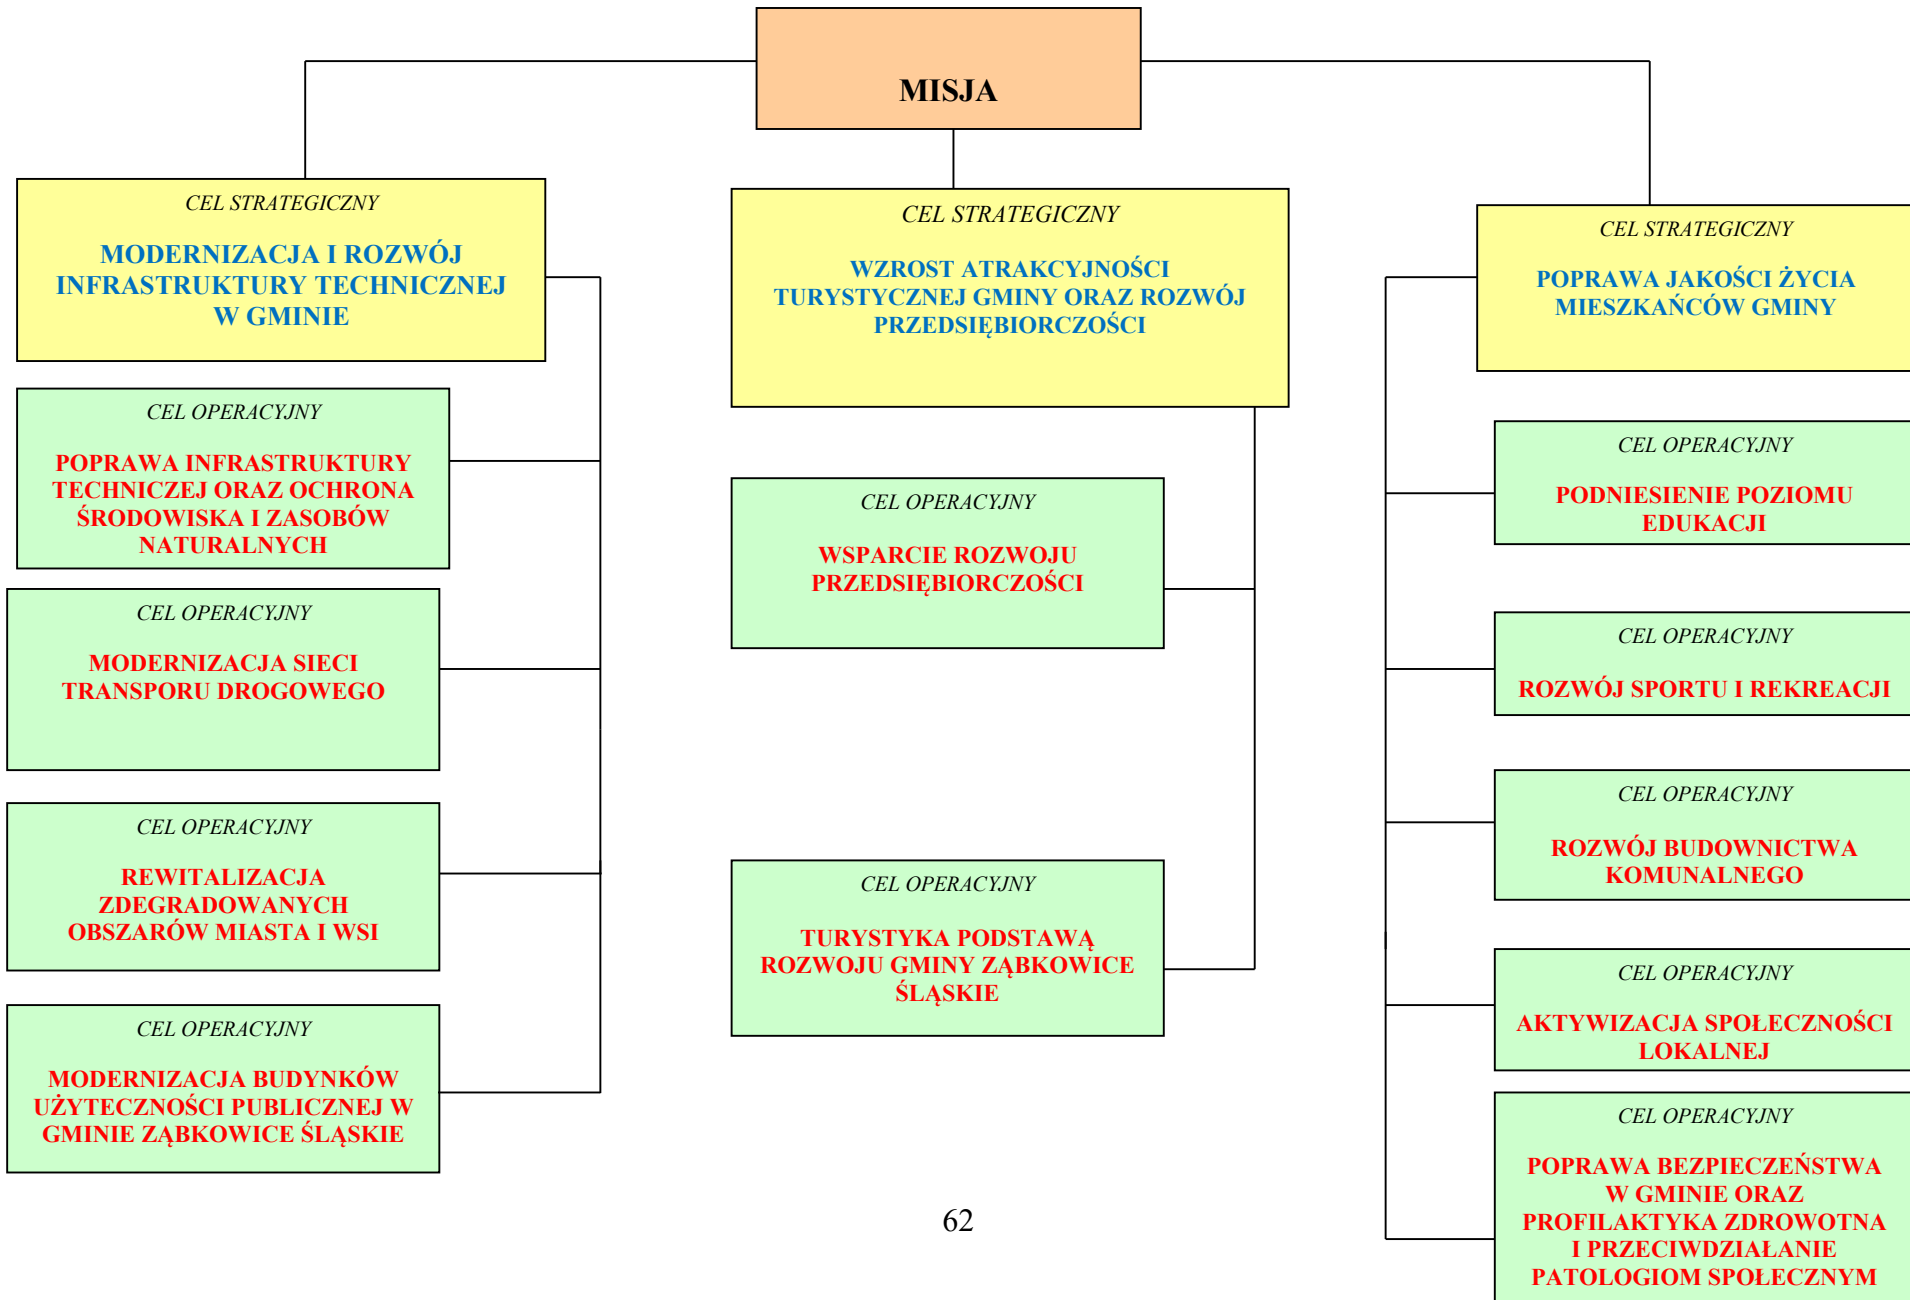 MISJA
CEL STRATEGICZNY
MODERNIZACJA I ROZWÓJ
INFRASTRUKTURY TECHNICZNEJ
W GMINIE
CEL OPERACYJNY
POPRAWA INFRASTRUKTURY
TECHNICZEJ ORAZ OCHRONA
ŚRODOWISKA I ZASOBÓW
NATURALNYCH
CEL OPERACYJNY
MODERNIZACJA SIECI
TRANSPORU DROGOWEGO
CEL OPERACYJNY
REWITALIZACJA
ZDEGRADOWANYCH
OBSZARÓW MIASTA I WSI
CEL OPERACYJNY
MODERNIZACJA BUDYNKÓW
UŻYTECZNOŚCI PUBLICZNEJ W
GMINIE ZĄBKOWICE ŚLĄSKIE
CEL STRATEGICZNY
WZROST ATRAKCYJNOŚCI
TURYSTYCZNEJ GMINY ORAZ ROZWÓJ
PRZEDSIĘBIORCZOŚCI
CEL OPERACYJNY
WSPARCIE ROZWOJU
PRZEDSIĘBIORCZOŚCI
CEL OPERACYJNY
TURYSTYKA PODSTAWĄ
ROZWOJU GMINY ZĄBKOWICE
ŚLĄSKIE
CEL STRATEGICZNY
POPRAWA JAKOŚCI ŻYCIA
MIESZKAŃCÓW GMINY
CEL OPERACYJNY
PODNIESIENIE POZIOMU
EDUKACJI
CEL OPERACYJNY
ROZWÓJ SPORTU I REKREACJI
CEL OPERACYJNY
ROZWÓJ BUDOWNICTWA
KOMUNALNEGO
CEL OPERACYJNY
AKTYWIZACJA SPOŁECZNOŚCI
LOKALNEJ
CEL OPERACYJNY
POPRAWA BEZPIECZEŃSTWA
W GMINIE ORAZ
PROFILAKTYKA ZDROWOTNA
I PRZECIWDZIAŁANIE
PATOLOGIOM SPOŁECZNYM
62